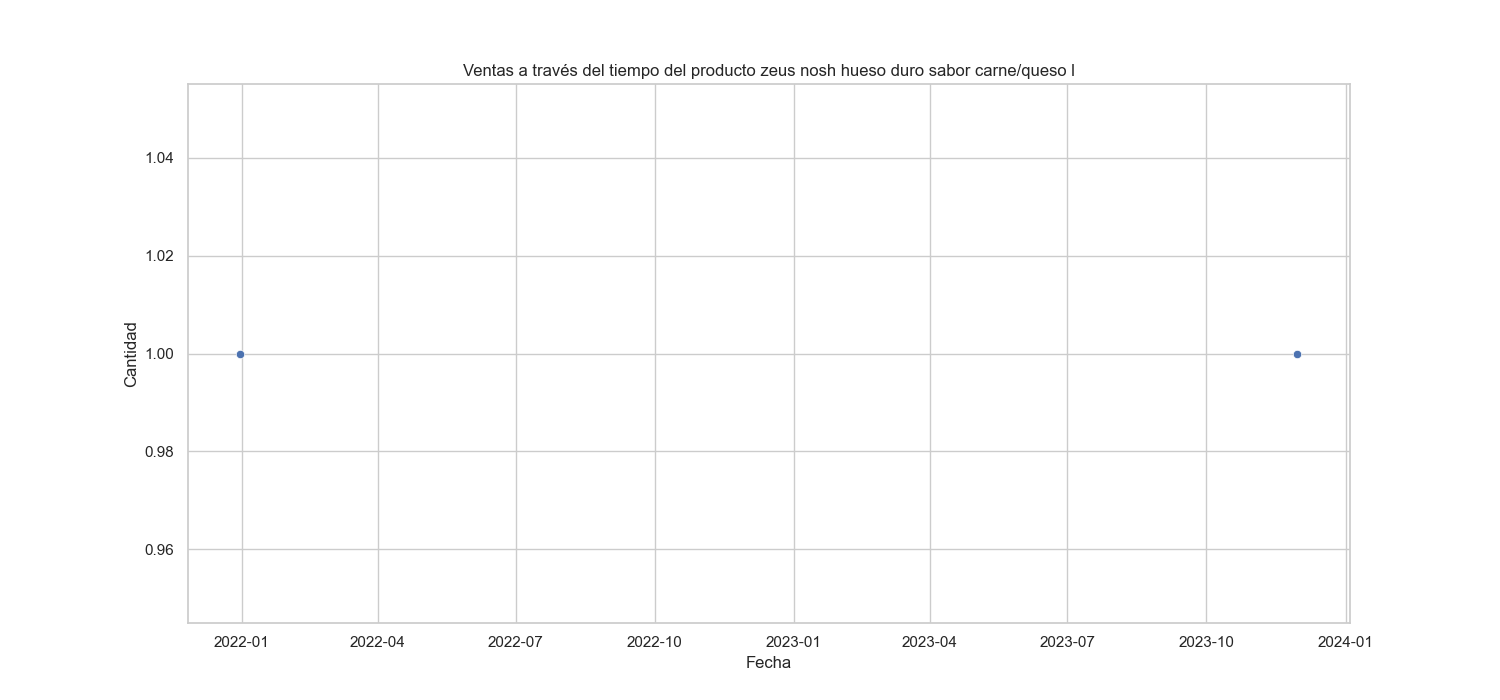 Ventas a través del tiempo del producto zeus nosh hueso duro sabor carne/queso l
1.04
1.02
1.00
0.98
0.96
Cantidad
2022-01 2022-04 2022-07 2022-10 2023-01 2023-04 2023-07 2023-10 2024-01
Fecha